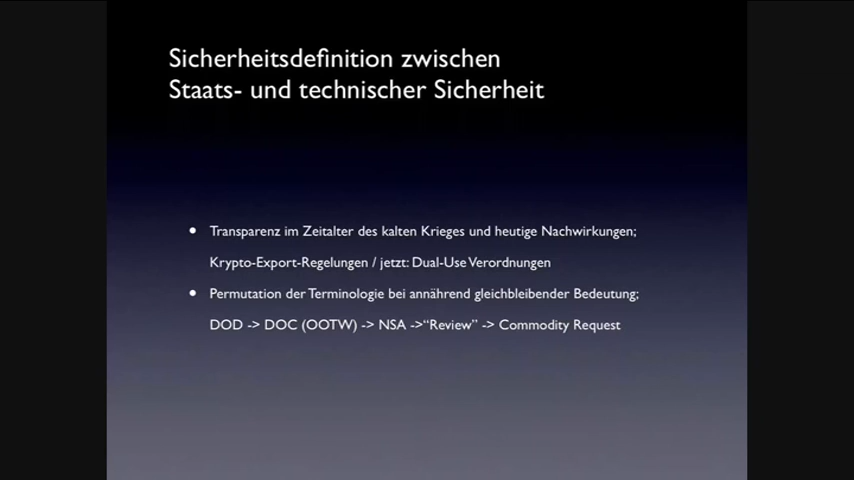 Sicherheitsdefinition zwischen
Staats- und technischer Sicherheit
• Transparenz im Zeitalter des kalten Krieges und heutige Nachwirkungen;
Krypto-Export-Regelungen / jetzt: Dual-Use Verordnungen
• Permutation der Terminologie bei annährend gleichbleibender Bedeutung;
DOD -> DOC (OOTW) -> NSA ->“Review” -> Commodity Request